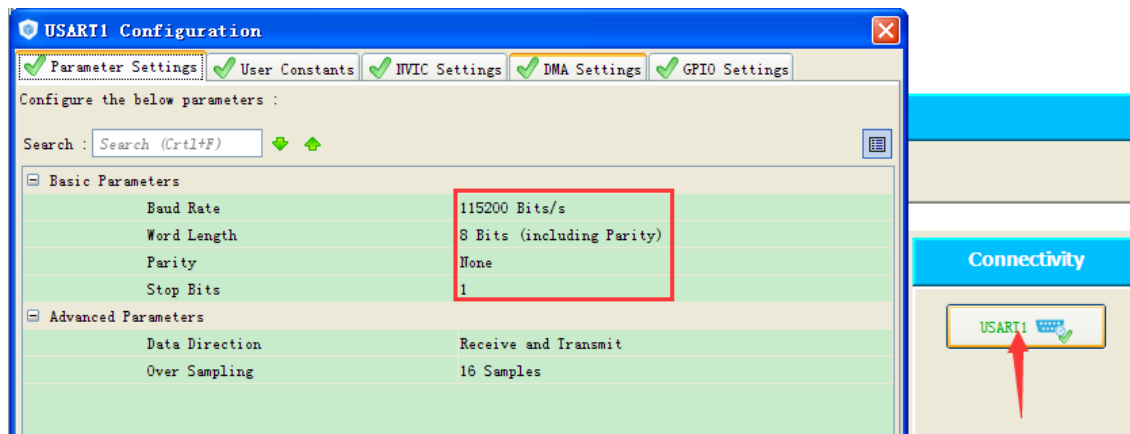 USART1 Configuration
Parameter Settings User Constants NVIC Settings DMA Settings GPIO Settings
Configure the below parameters :
Search : Search (Crtl+F)
Basic Parameters
Baud Rate 115200 Bits/s
Word Length 8 Bits (including Parity)
Parity None
Stop Bits 1
Advanced Parameters
Data Direction Receive and Transmit
Over Sampling 16 Samples
Connectivity
USART1